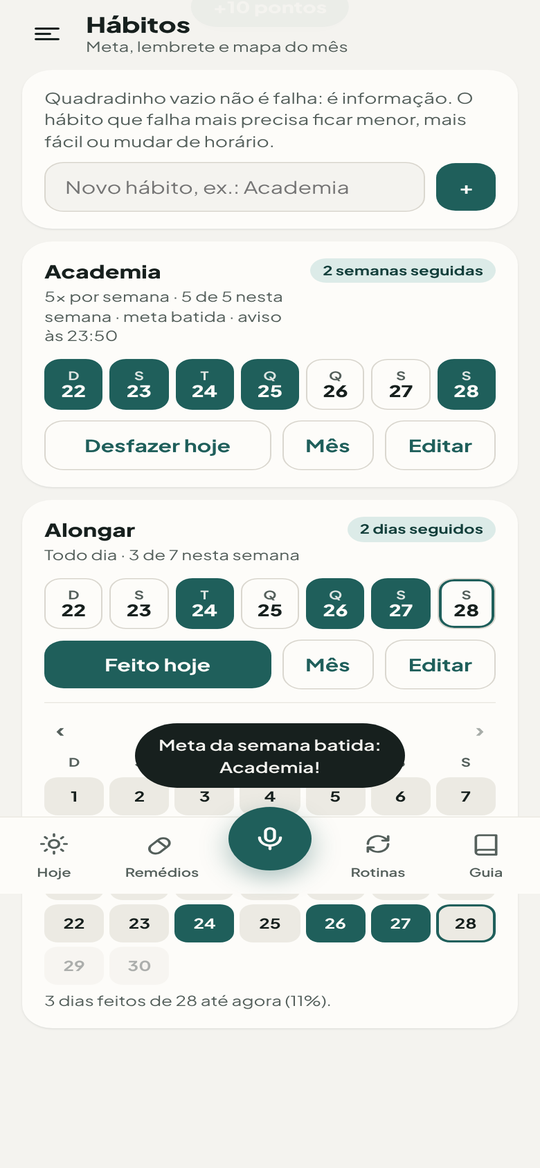 +10 pontos
Hábitos
Meta, lembrete e mapa do mês
Quadradinho vazio não é falha: é informação. O
hábito que falha mais precisa ficar menor, mais
fácil ou mudar de horário.
Novo hábito, ex.: Academia
+
Academia
2 semanas seguidas
5× por semana · 5 de 5 nesta
semana · meta batida · aviso
às 23:50
D S T Q Q S S
22 23 24 25 26 27 28
Desfazer hoje Mês Editar
Alongar
2 dias seguidos
Todo dia · 3 de 7 nesta semana
D S T Q Q S S
22 23 24 25 26 27 28
Feito hoje Mês Editar
‹ ›
Meta da semana batida:
Academia!
D S
1 2 3 4 5 6 7
Hoje Remédios Rotinas Guia
22 23 24 25 26 27 28
29 30
3 dias feitos de 28 até agora (11%).